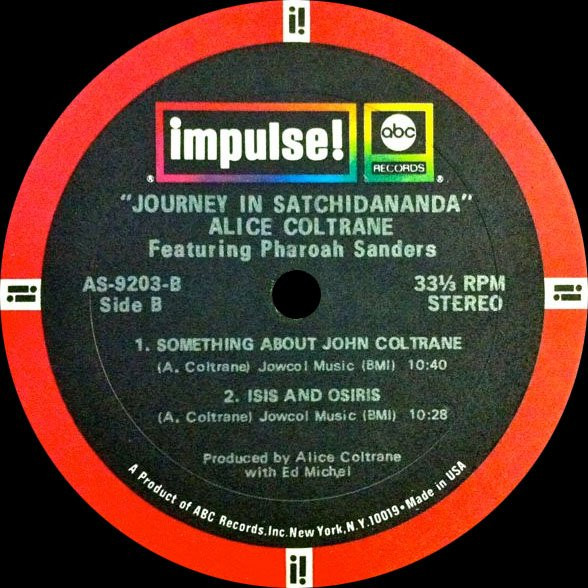 i!
impulse!
abc
RECORDS
"JOURNEY IN SATCHIDANANDA"
ALICE COLTRANE
Featuring Pharoah Sanders
AS-9203-B
Side B
33⅓ RPM
STEREO
i!
i!
1. SOMETHING ABOUT JOHN COLTRANE
(A. Coltrane) Jowcol Music (BMI) 10:40
2. ISIS AND OSIRIS
(A. Coltrane) Jowcol Music (BMI) 10:28
Produced by Alice Coltrane
with Ed Michel
A Product of ABC Records, Inc. New York, N.Y. 10019 • Made in USA
i!